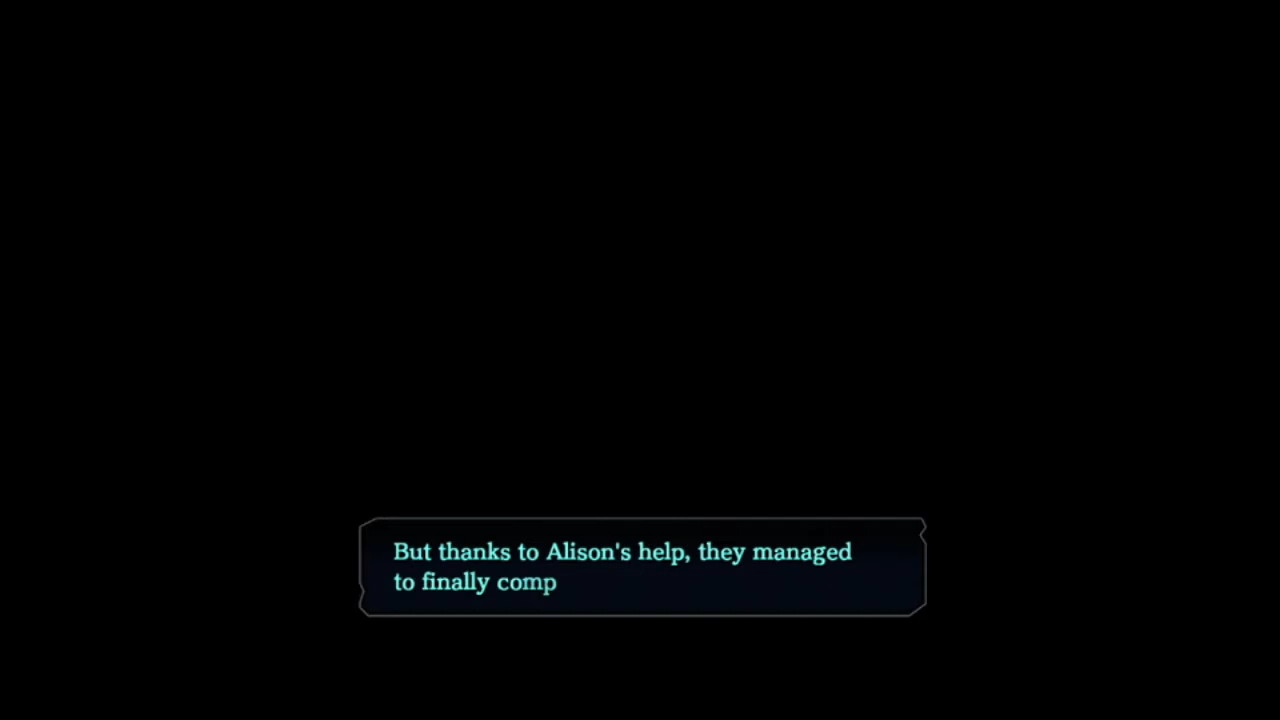 But thanks to Alison's help, they managed
to finally comp